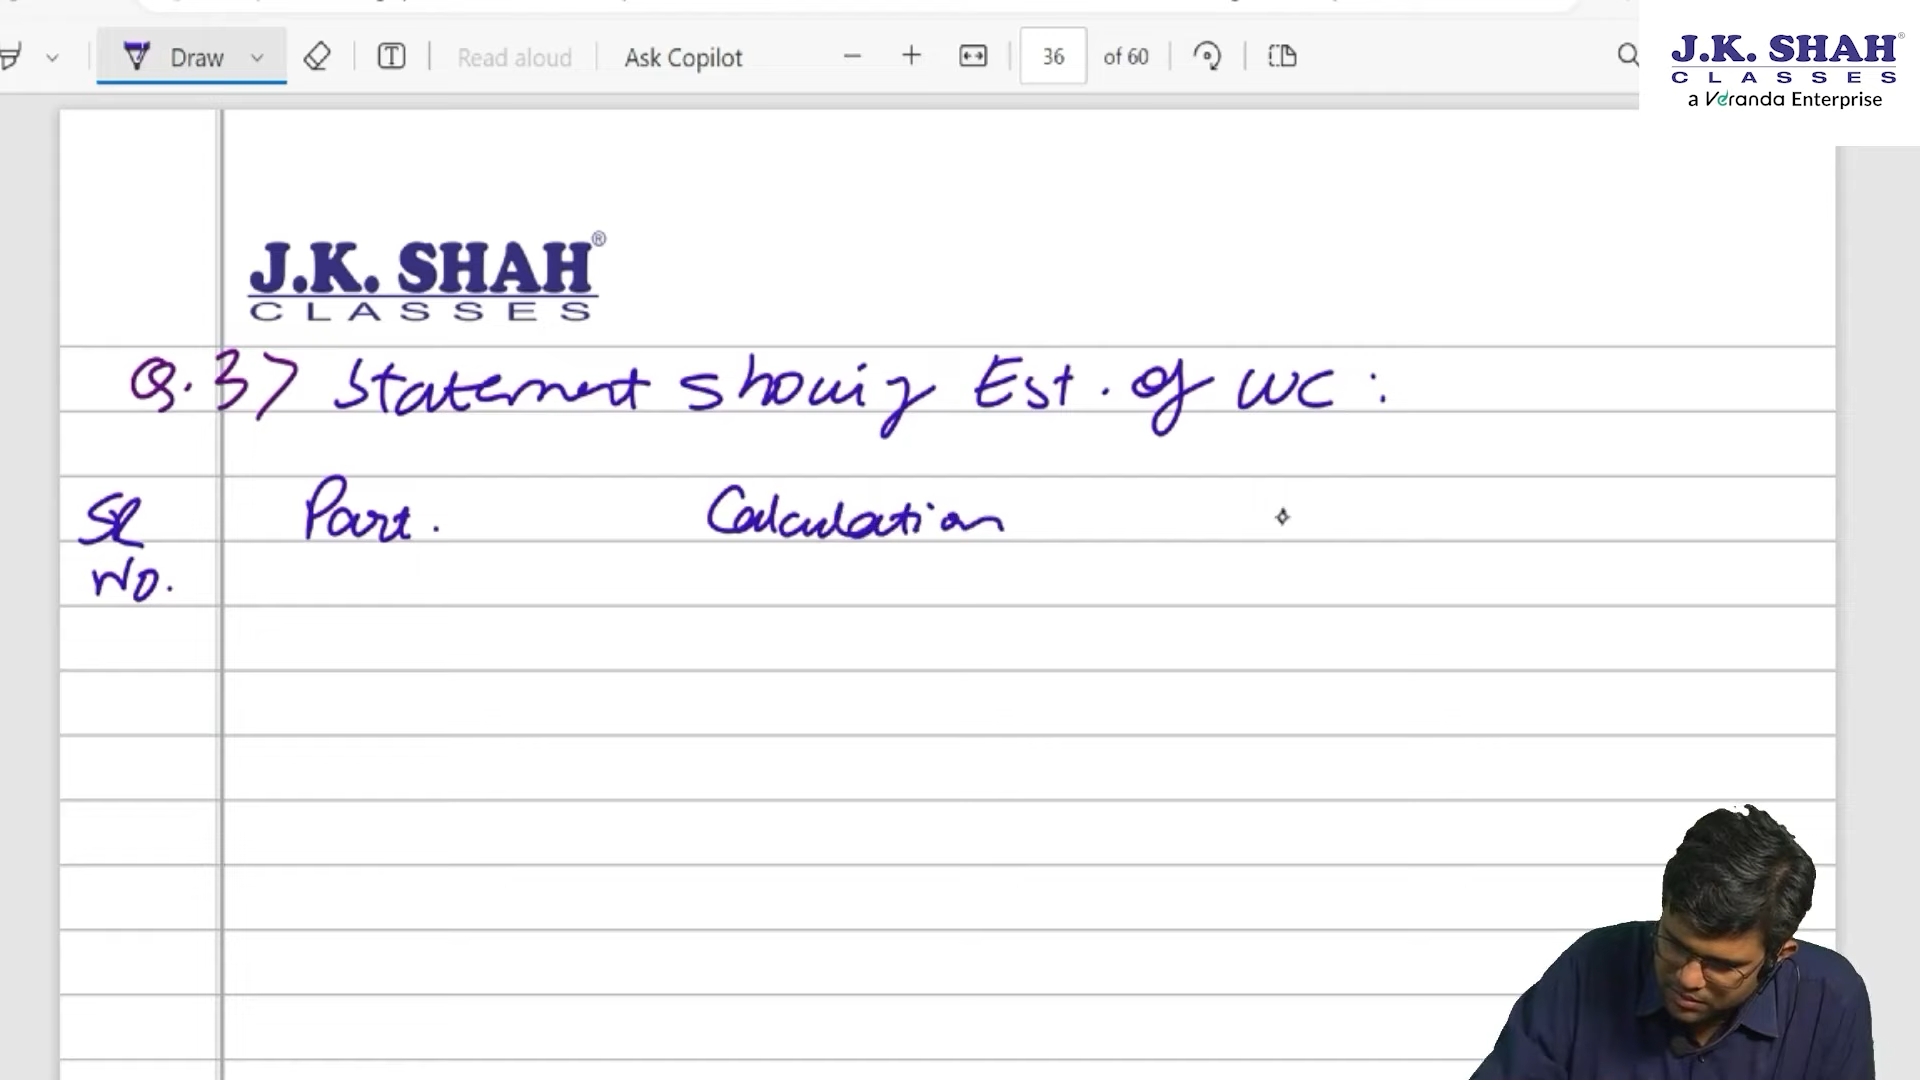 Draw
Read aloud
Ask Copilot
36 of 60
J.K. SHAH®
CLASSES
a Veranda Enterprise
J.K. SHAH®
CLASSES
Q.3> Statement showing Est. of WC :
SR Part. Calculation
No.